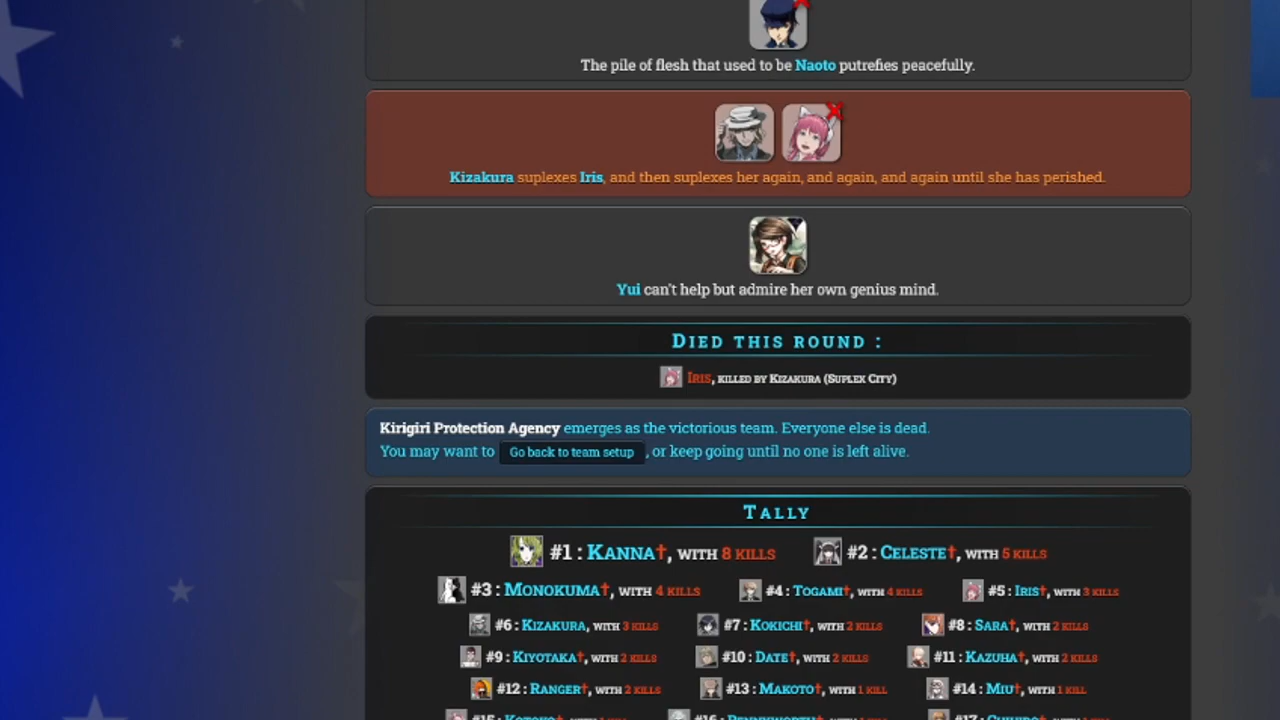 The pile of flesh that used to be Naoto putrefies peacefully.
Kizakura suplexes Iris, and then suplexes her again, and again, and again until she has perished.
Yui can't help but admire her own genius mind.
Died this round :
Iris, killed by Kizakura (Suplex City)
Kirigiri Protection Agency emerges as the victorious team. Everyone else is dead.
You may want to Go back to team setup, or keep going until no one is left alive.
Tally
#1 : Kanna†, with 8 kills #2 : Celeste†, with 5 kills
#3 : Monokuma†, with 4 kills #4 : Togami†, with 4 kills #5 : Iris†, with 3 kills
#6 : Kizakura, with 3 kills #7 : Kokichi†, with 2 kills #8 : Sara†, with 2 kills
#9 : Kiyotaka†, with 2 kills #10 : Date†, with 2 kills #11 : Kazuha†, with 2 kills
#12 : Ranger†, with 2 kills #13 : Makoto†, with 1 kill #14 : Miu†, with 1 kill
#15 : #16 : #17 :